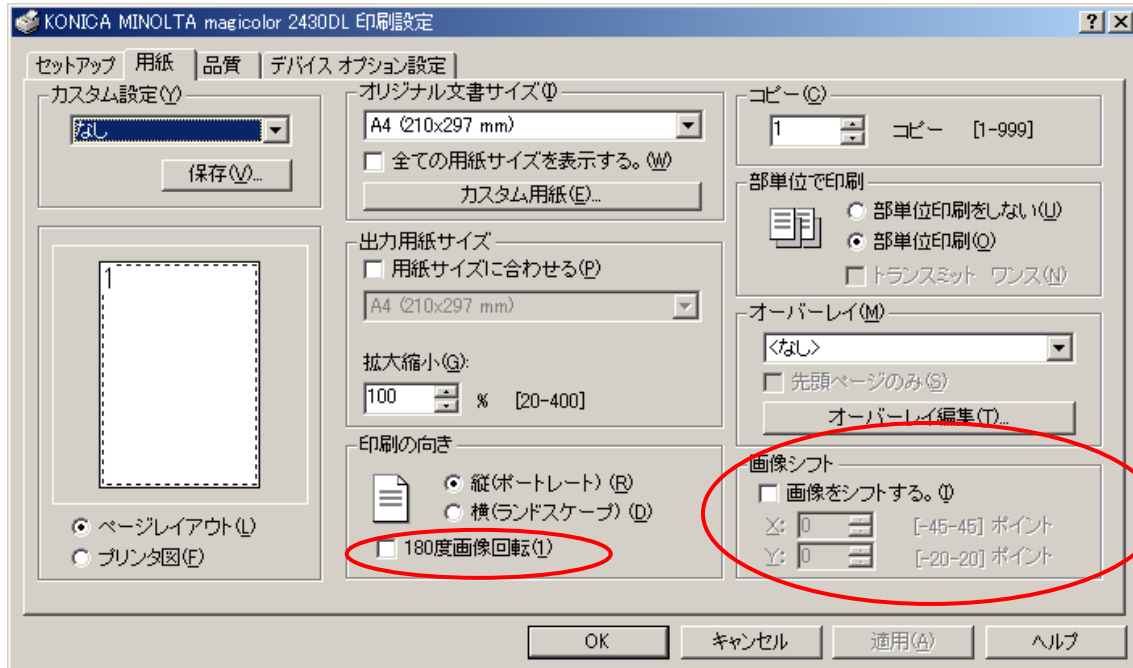 KONICA MINOLTA magicolor 2430DL 印刷設定
セットアップ 用紙 品質 デバイス オプション設定
カスタム設定(Y)
なし
保存(V)...
1
ページレイアウト(L)
プリンタ図(F)
オリジナル文書サイズ(I)
A4 (210x297 mm)
全ての用紙サイズを表示する。(W)
カスタム用紙(E)...
出力用紙サイズ
用紙サイズに合わせる(P)
A4 (210x297 mm)
拡大縮小(G):
100 % [20-400]
印刷の向き
縦(ポートレート) (R)
横(ランドスケープ) (D)
180度画像回転(1)
コピー(C)
1 コピー [1-999]
部単位で印刷
部単位印刷をしない(U)
部単位印刷(O)
トランスミット ワンス(N)
オーバーレイ(M)
<なし>
先頭ページのみ(S)
オーバーレイ編集(T)...
画像シフト
画像をシフトする。(I)
X: 0 [-45-45] ポイント
Y: 0 [-20-20] ポイント
OK キャンセル 適用(A) ヘルプ